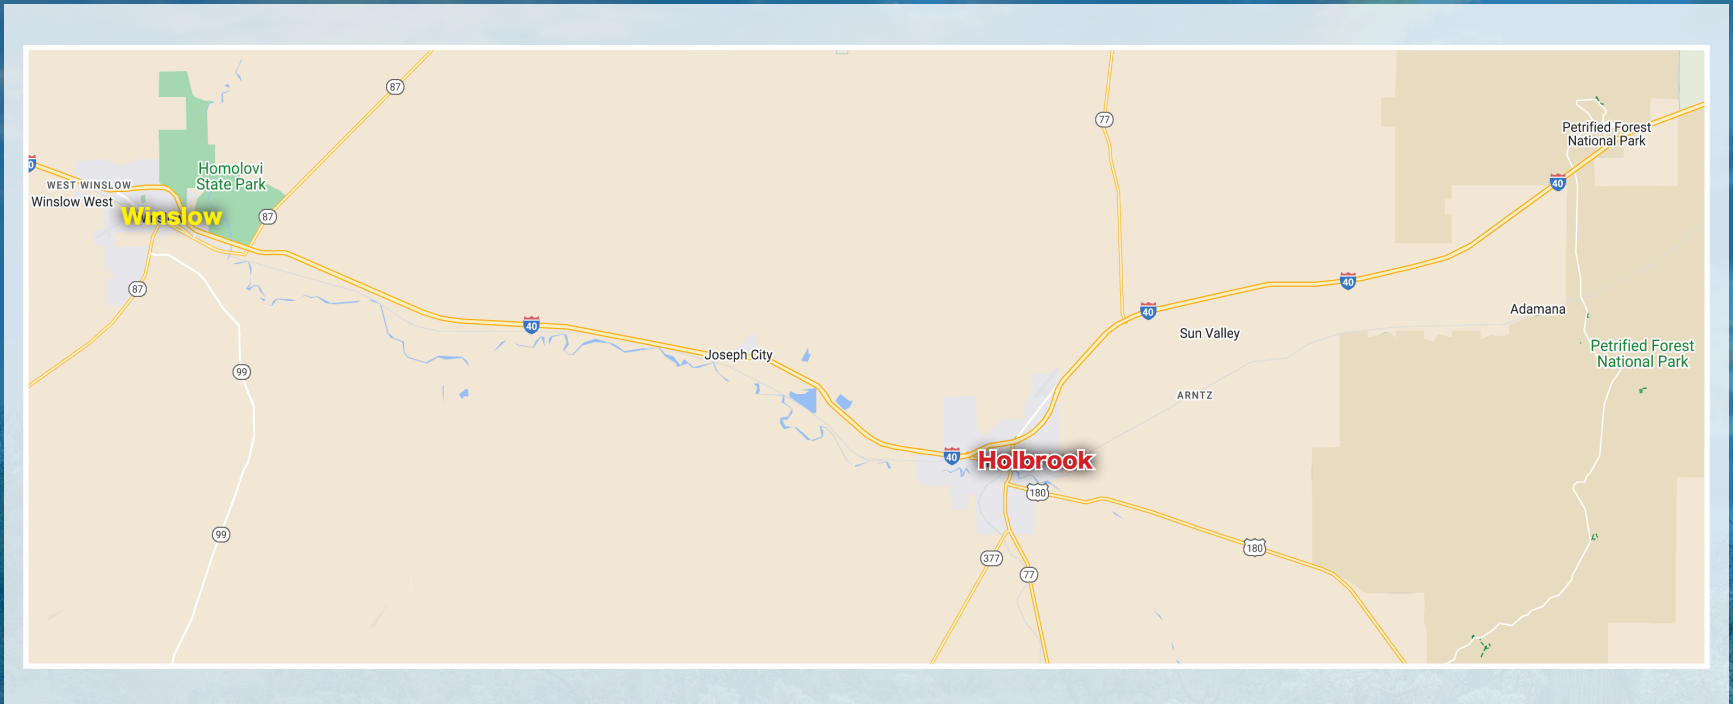 87
77
Petrified Forest
National Park
Homolovi
State Park
40
WEST WINSLOW
Winslow West
Winslow
87
87
40
40
40
Adamana
Sun Valley
Petrified Forest
National Park
Joseph City
99
ARNTZ
40
Holbrook
180
99
180
377
77